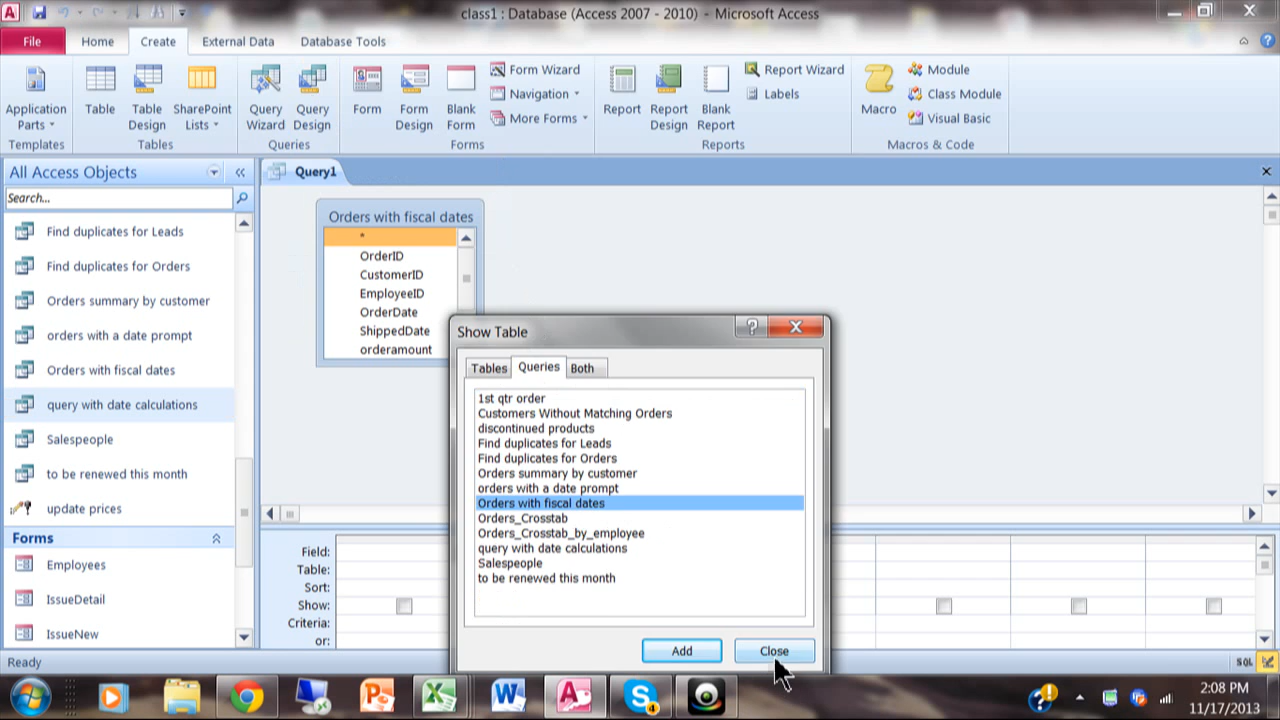 class1 : Database (Access 2007 - 2010) - Microsoft Access
File Home Create External Data Database Tools
Application Parts
Table
Table Design
SharePoint Lists
Query Wizard
Query Design
Form
Form Design
Blank Form
Form Wizard
Navigation
More Forms
Report
Report Design
Blank Report
Report Wizard
Labels
Macro
Module
Class Module
Visual Basic
Templates Tables Queries Forms Reports Macros & Code
All Access Objects
Search...
Find duplicates for Leads
Find duplicates for Orders
Orders summary by customer
orders with a date prompt
Orders with fiscal dates
query with date calculations
Salespeople
to be renewed this month
update prices
Forms
Employees
IssueDetail
IssueNew
Query1
Orders with fiscal dates
*
OrderID
CustomerID
EmployeeID
OrderDate
ShippedDate
orderamount
Show Table
Tables Queries Both
1st qtr order
Customers Without Matching Orders
discontinued products
Find duplicates for Leads
Find duplicates for Orders
Orders summary by customer
orders with a date prompt
Orders with fiscal dates
Orders_Crosstab
Orders_Crosstab_by_employee
query with date calculations
Salespeople
to be renewed this month
Add Close
Field:
Table:
Sort:
Show:
Criteria:
or:
Ready
SQL
2:08 PM
11/17/2013